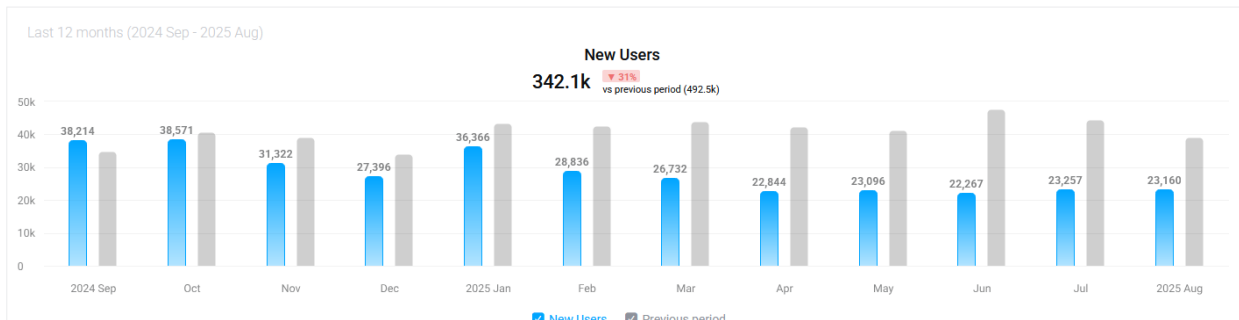 Last 12 months (2024 Sep - 2025 Aug)
New Users
342.1k ▼ 31%
vs previous period (492.5k)
50k
40k
30k
20k
10k
0
38,214 38,571 31,322 27,396 36,366 28,836 26,732 22,844 23,096 22,267 23,257 23,160
2024 Sep Oct Nov Dec 2025 Jan Feb Mar Apr May Jun Jul 2025 Aug
New Users Previous period